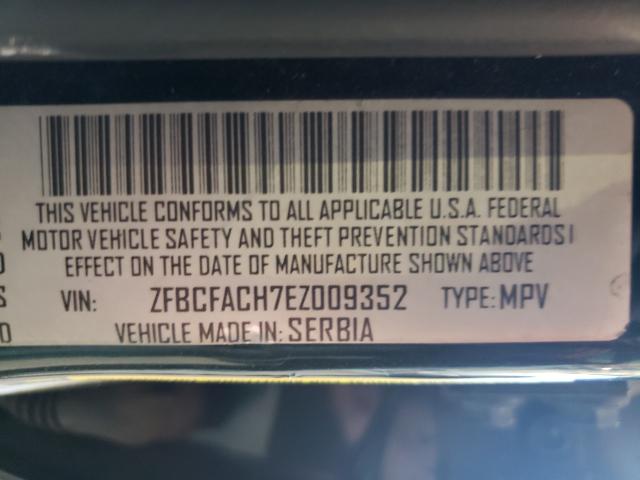 THIS VEHICLE CONFORMS TO ALL APPLICABLE U.S.A. FEDERAL
MOTOR VEHICLE SAFETY AND THEFT PREVENTION STANDARDS I
EFFECT ON THE DATE OF MANUFACTURE SHOWN ABOVE
VIN: ZFBCFACH7EZ009352 TYPE: MPV
VEHICLE MADE IN: SERBIA